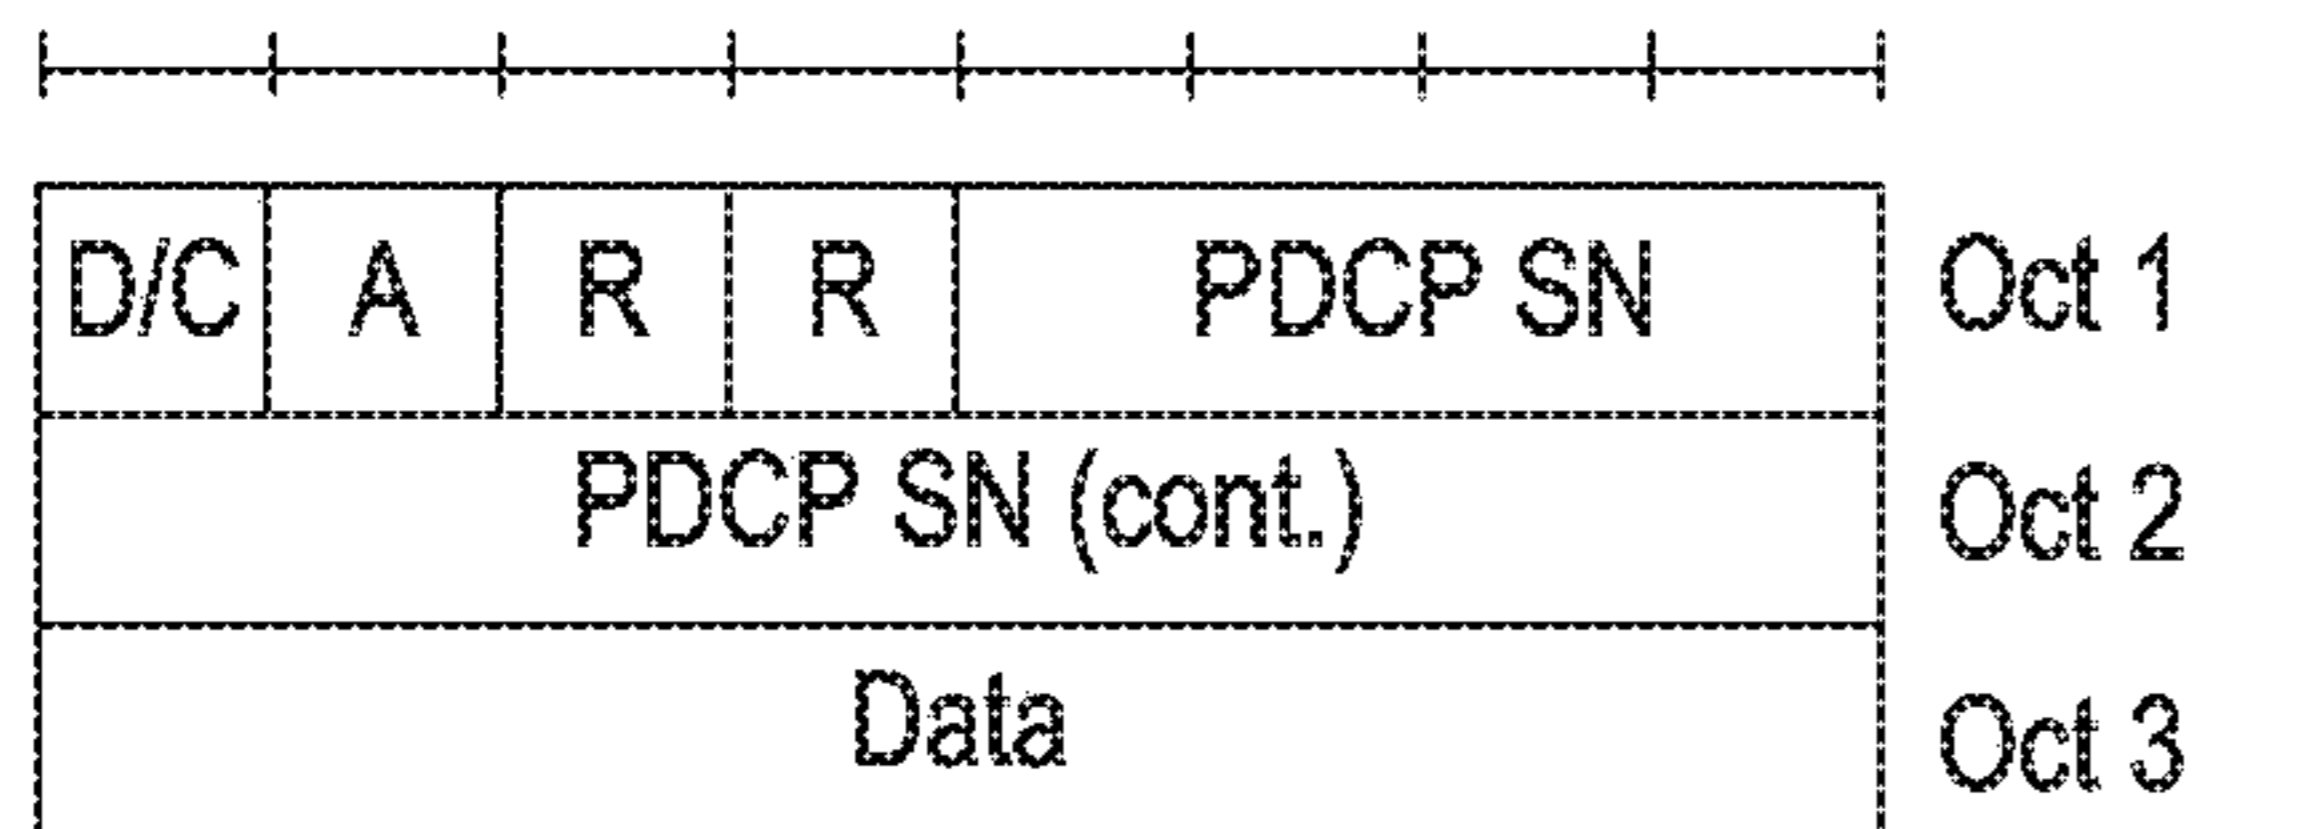 D/C A R R PDCP SN Oct 1
PDCP SN (cont.) Oct 2
Data Oct 3